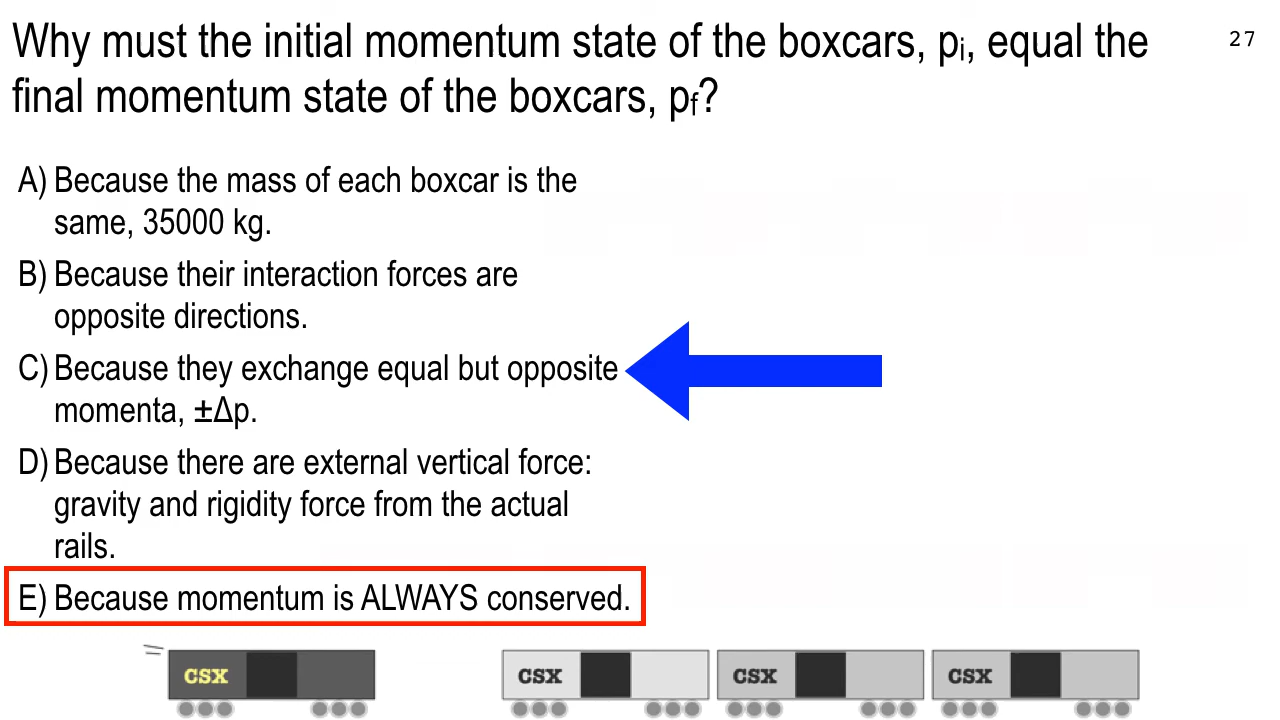 Why must the initial momentum state of the boxcars, pi, equal the
27
final momentum state of the boxcars, pf?
A) Because the mass of each boxcar is the
same, 35000 kg.
B) Because their interaction forces are
opposite directions.
C) Because they exchange equal but opposite
momenta, ±Δp.
D) Because there are external vertical force:
gravity and rigidity force from the actual
rails.
E) Because momentum is ALWAYS conserved.
CSX CSX CSX CSX